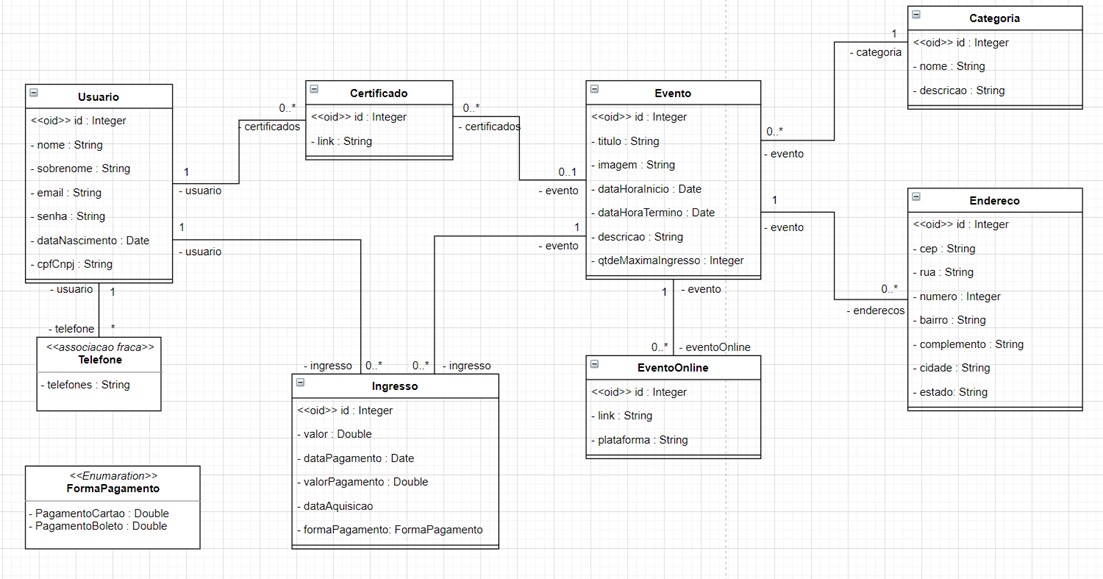 Usuario
<<oid>> id : Integer
- nome : String
- sobrenome : String
- email : String
- senha : String
- dataNascimento : Date
- cpfCnpj : String
- usuario
1
- telefone
*
<<associacao fraca>>
Telefone
- telefones : String
<<Enumaration>>
FormaPagamento
- PagamentoCartao : Double
- PagamentoBoleto : Double
1
- usuario
0..*
- certificados
1
- usuario
Certificado
<<oid>> id : Integer
- link : String
0..*
- certificados
0..1
- evento
1
- evento
- ingresso
0..*
0..*
- ingresso
Ingresso
<<oid>> id : Integer
- valor : Double
- dataPagamento : Date
- valorPagamento : Double
- dataAquisicao
- formaPagamento: FormaPagamento
Evento
<<oid>> id : Integer
- titulo : String
- imagem : String
- dataHoraInicio : Date
- dataHoraTermino : Date
- descricao : String
- qtdeMaximaIngresso : Integer
1
- evento
0..*
- eventoOnline
EventoOnline
<<oid>> id : Integer
- link : String
- plataforma : String
1
- categoria
0..*
- evento
1
- evento
0..*
- enderecos
Categoria
<<oid>> id : Integer
- nome : String
- descricao : String
Endereco
<<oid>> id : Integer
- cep : String
- rua : String
- numero : Integer
- bairro : String
- complemento : String
- cidade : String
- estado: String